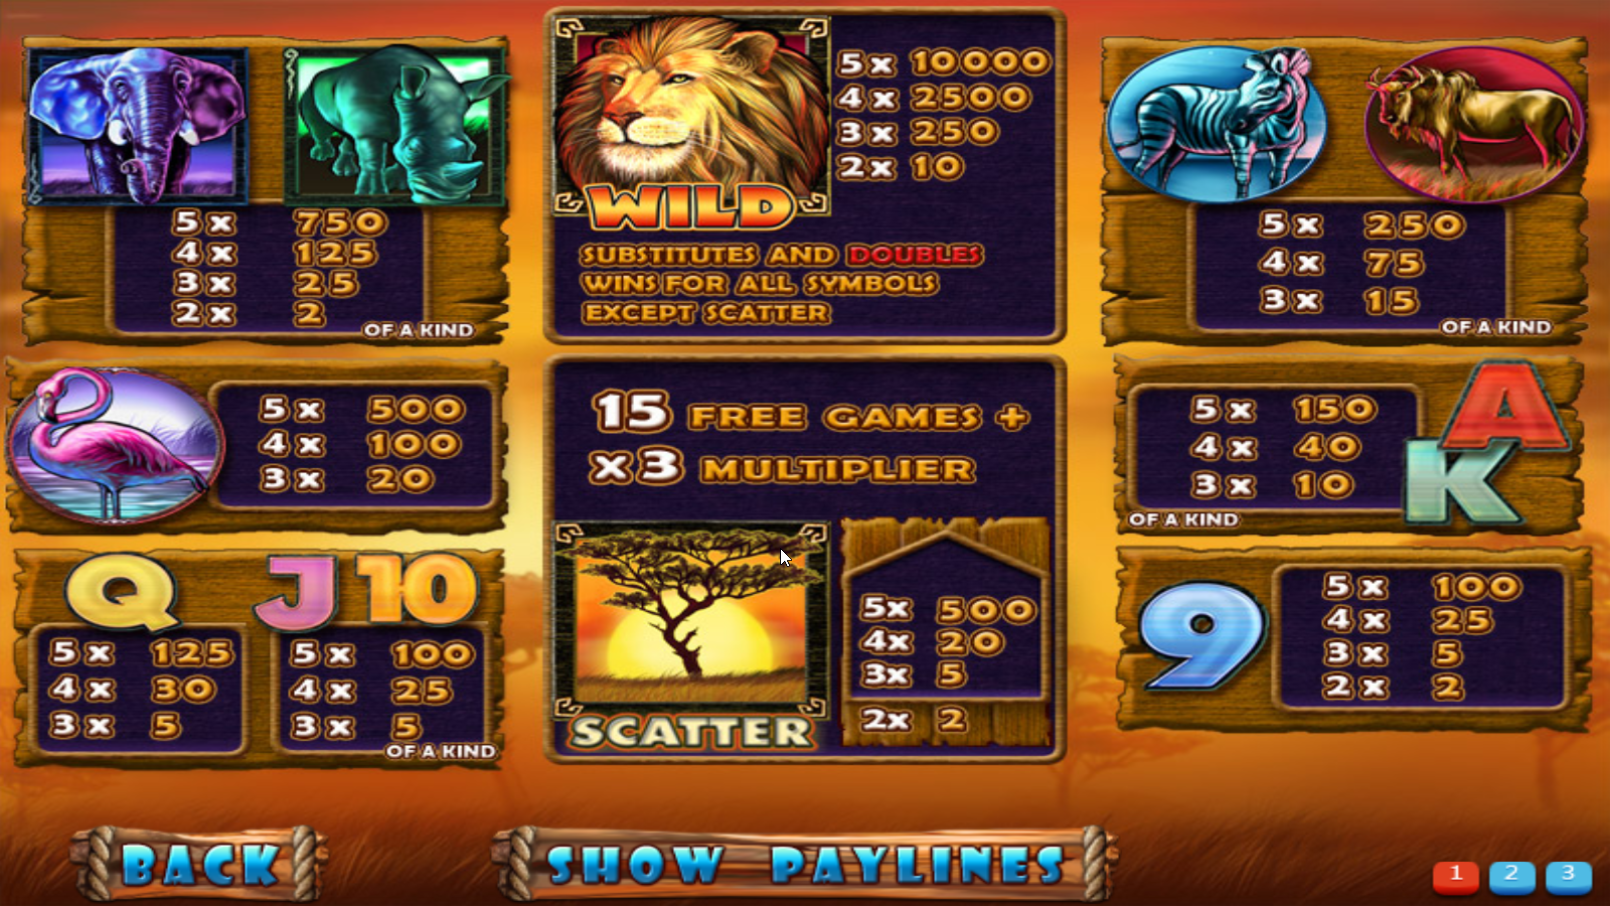 5x 750
4x 125
3x 25
2x 2
OF A KIND
WILD
5x 10000
4x 2500
3x 250
2x 10
SUBSTITUTES AND DOUBLES
WINS FOR ALL SYMBOLS
EXCEPT SCATTER
5x 250
4x 75
3x 15
OF A KIND
5x 500
4x 100
3x 20
15 FREE GAMES +
x3 MULTIPLIER
5x 150
4x 40
3x 10
A
K
OF A KIND
Q
5x 125
4x 30
3x 5
J 10
5x 100
4x 25
3x 5
OF A KIND
SCATTER
5x 500
4x 20
3x 5
2x 2
9
5x 100
4x 25
3x 5
2x 2
BACK
SHOW PAYLINES
1 2 3